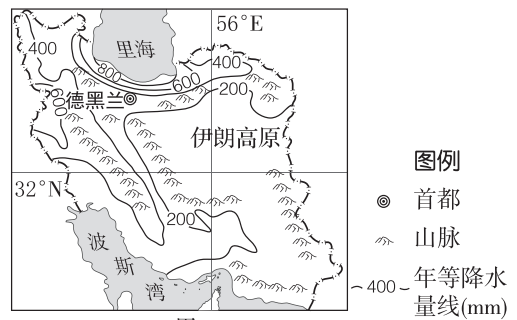 56°E
400
里海
800
400
600
200
600
德黑兰
伊朗高原
32°N
200
波
斯
湾
图例
首都
山脉
400
年等降水
量线(mm)